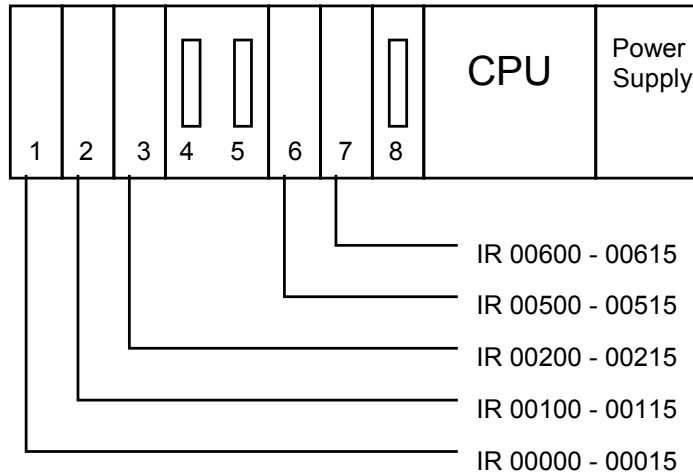 CPU
Power
Supply
1 2 3 4 5 6 7 8
IR 00600 - 00615
IR 00500 - 00515
IR 00200 - 00215
IR 00100 - 00115
IR 00000 - 00015